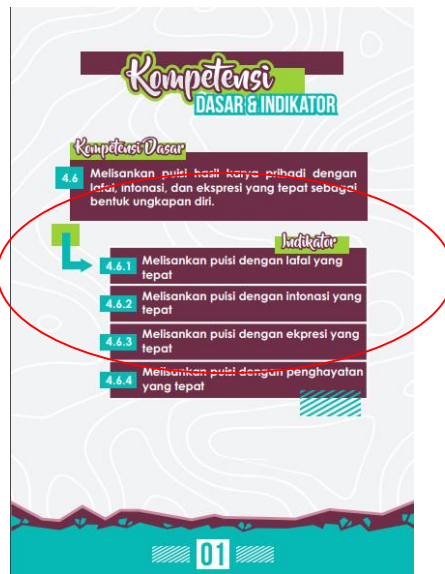 Kompetensi
DASAR & INDIKATOR
Kompetensi Dasar
4.6 Melisankan puisi hasil karya pribadi dengan
lafal, intonasi, dan ekspresi yang tepat sebagai
bentuk ungkapan diri.
Indikator
4.6.1 Melisankan puisi dengan lafal yang
tepat
4.6.2 Melisankan puisi dengan intonasi yang
tepat
4.6.3 Melisankan puisi dengan ekpresi yang
tepat
4.6.4 Melisankan puisi dengan penghayatan
yang tepat
01